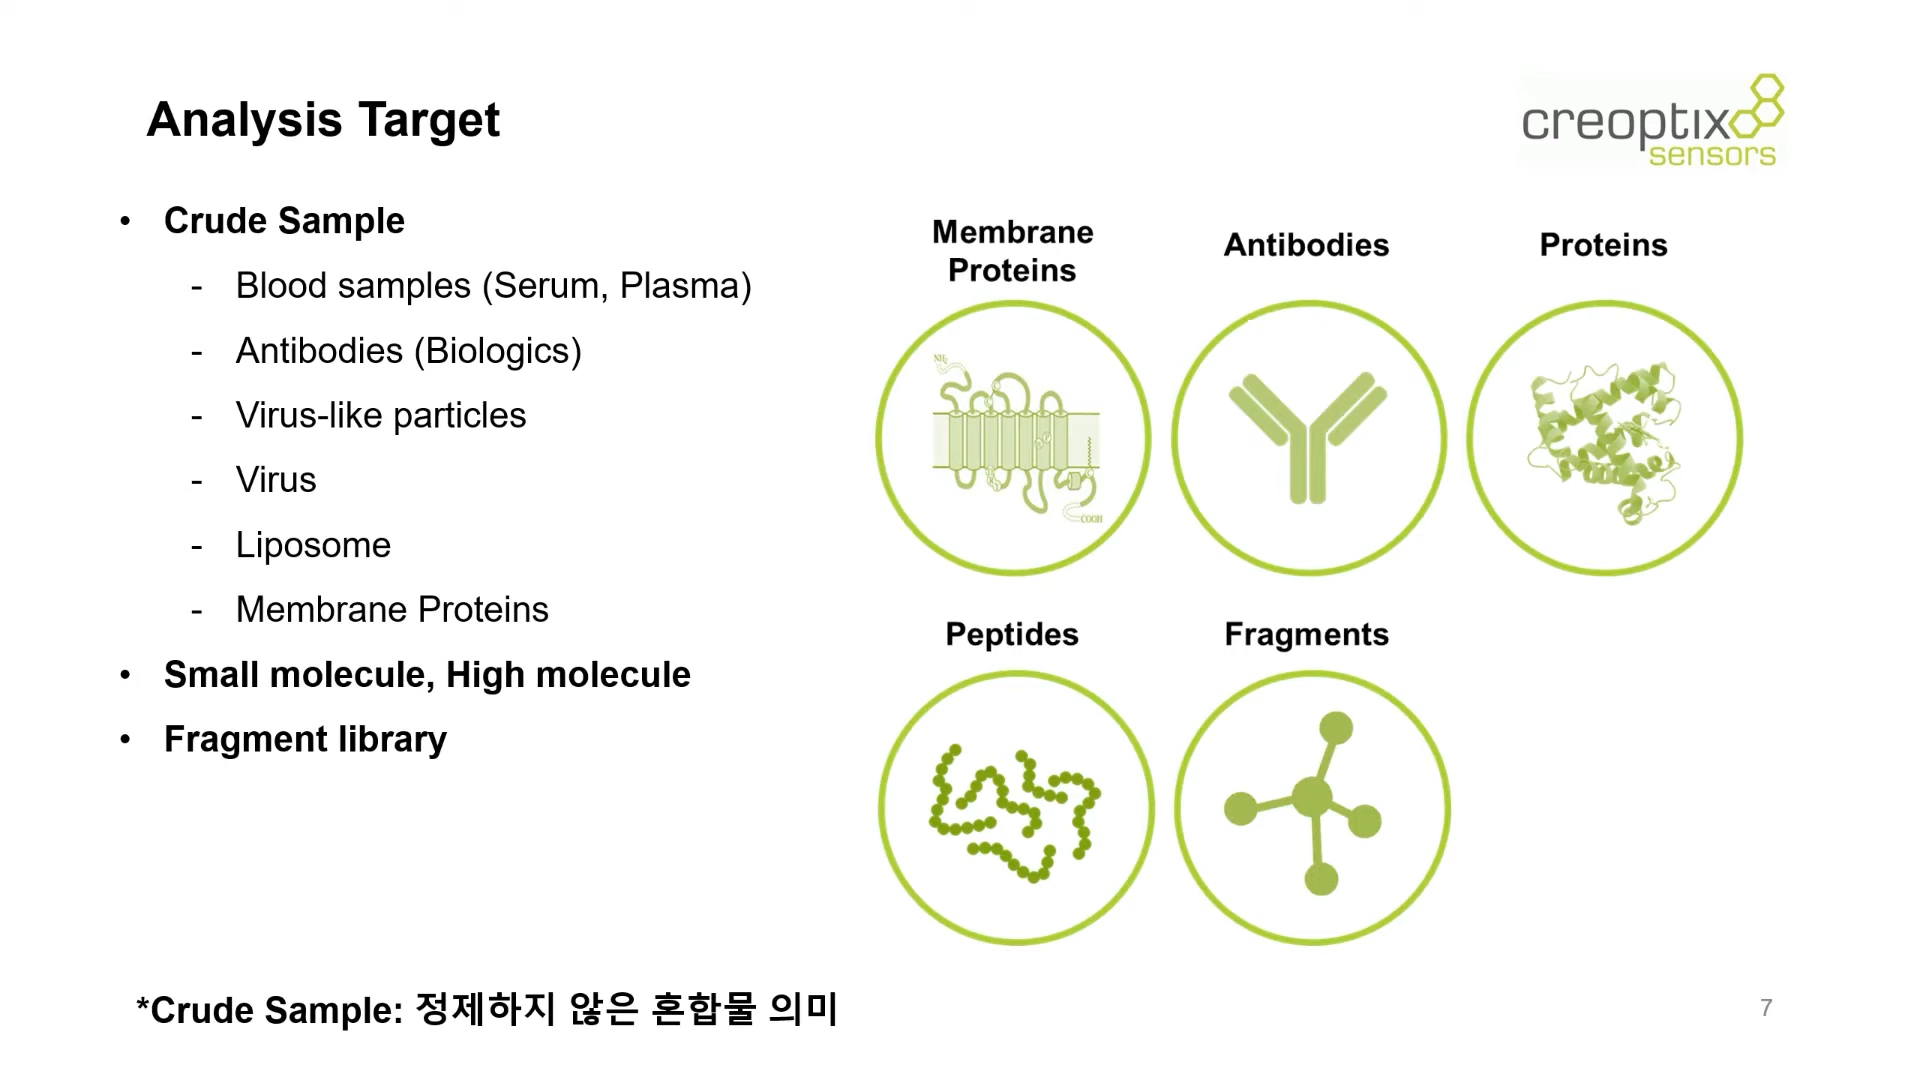 Analysis Target
creoptix
sensors
• Crude Sample
- Blood samples (Serum, Plasma)
- Antibodies (Biologics)
- Virus-like particles
- Virus
- Liposome
- Membrane Proteins
• Small molecule, High molecule
• Fragment library
Membrane
Proteins
Antibodies
Proteins
NH₂
COOH
Peptides
Fragments
*Crude Sample: 정제하지 않은 혼합물 의미
7